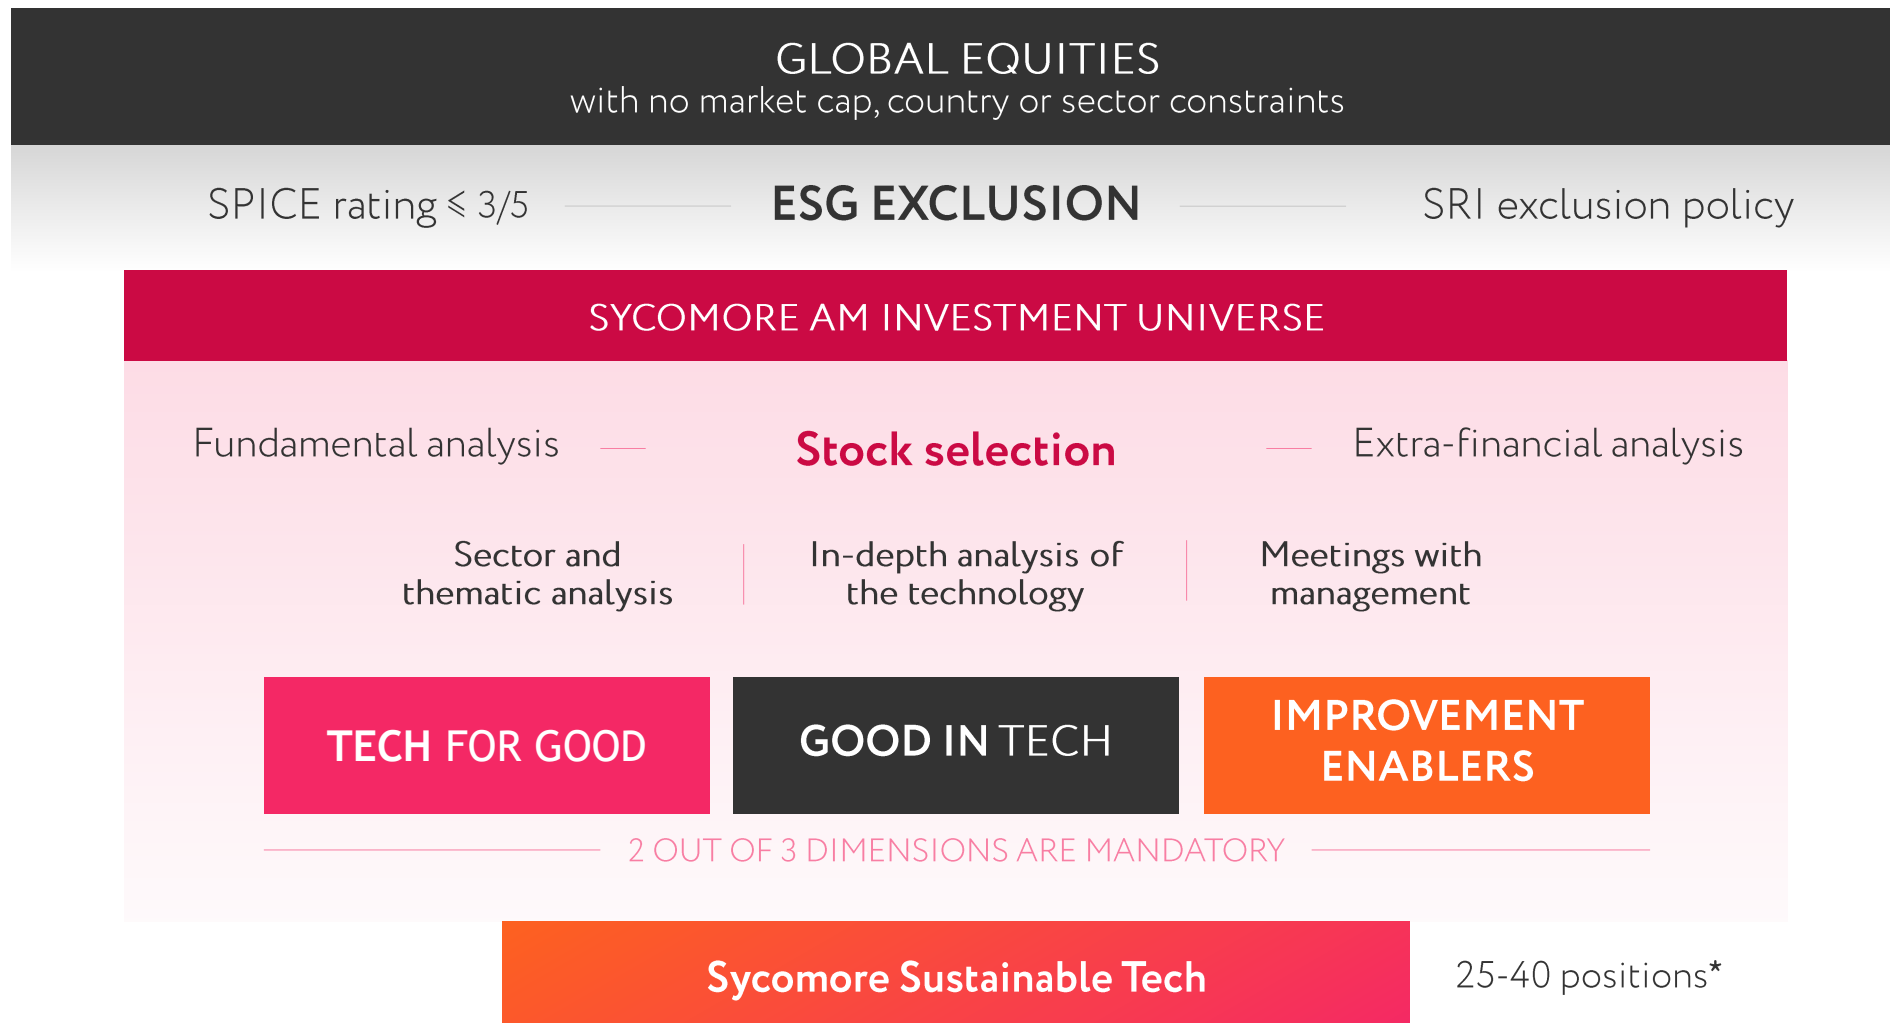 GLOBAL EQUITIES
with no market cap, country or sector constraints
SPICE rating ≤ 3/5
ESG EXCLUSION
SRI exclusion policy
SYCOMORE AM INVESTMENT UNIVERSE
Fundamental analysis
Stock selection
Extra-financial analysis
Sector and
thematic analysis
In-depth analysis of
the technology
Meetings with
management
TECH FOR GOOD
GOOD IN TECH
IMPROVEMENT
ENABLERS
2 OUT OF 3 DIMENSIONS ARE MANDATORY
Sycomore Sustainable Tech
25-40 positions*